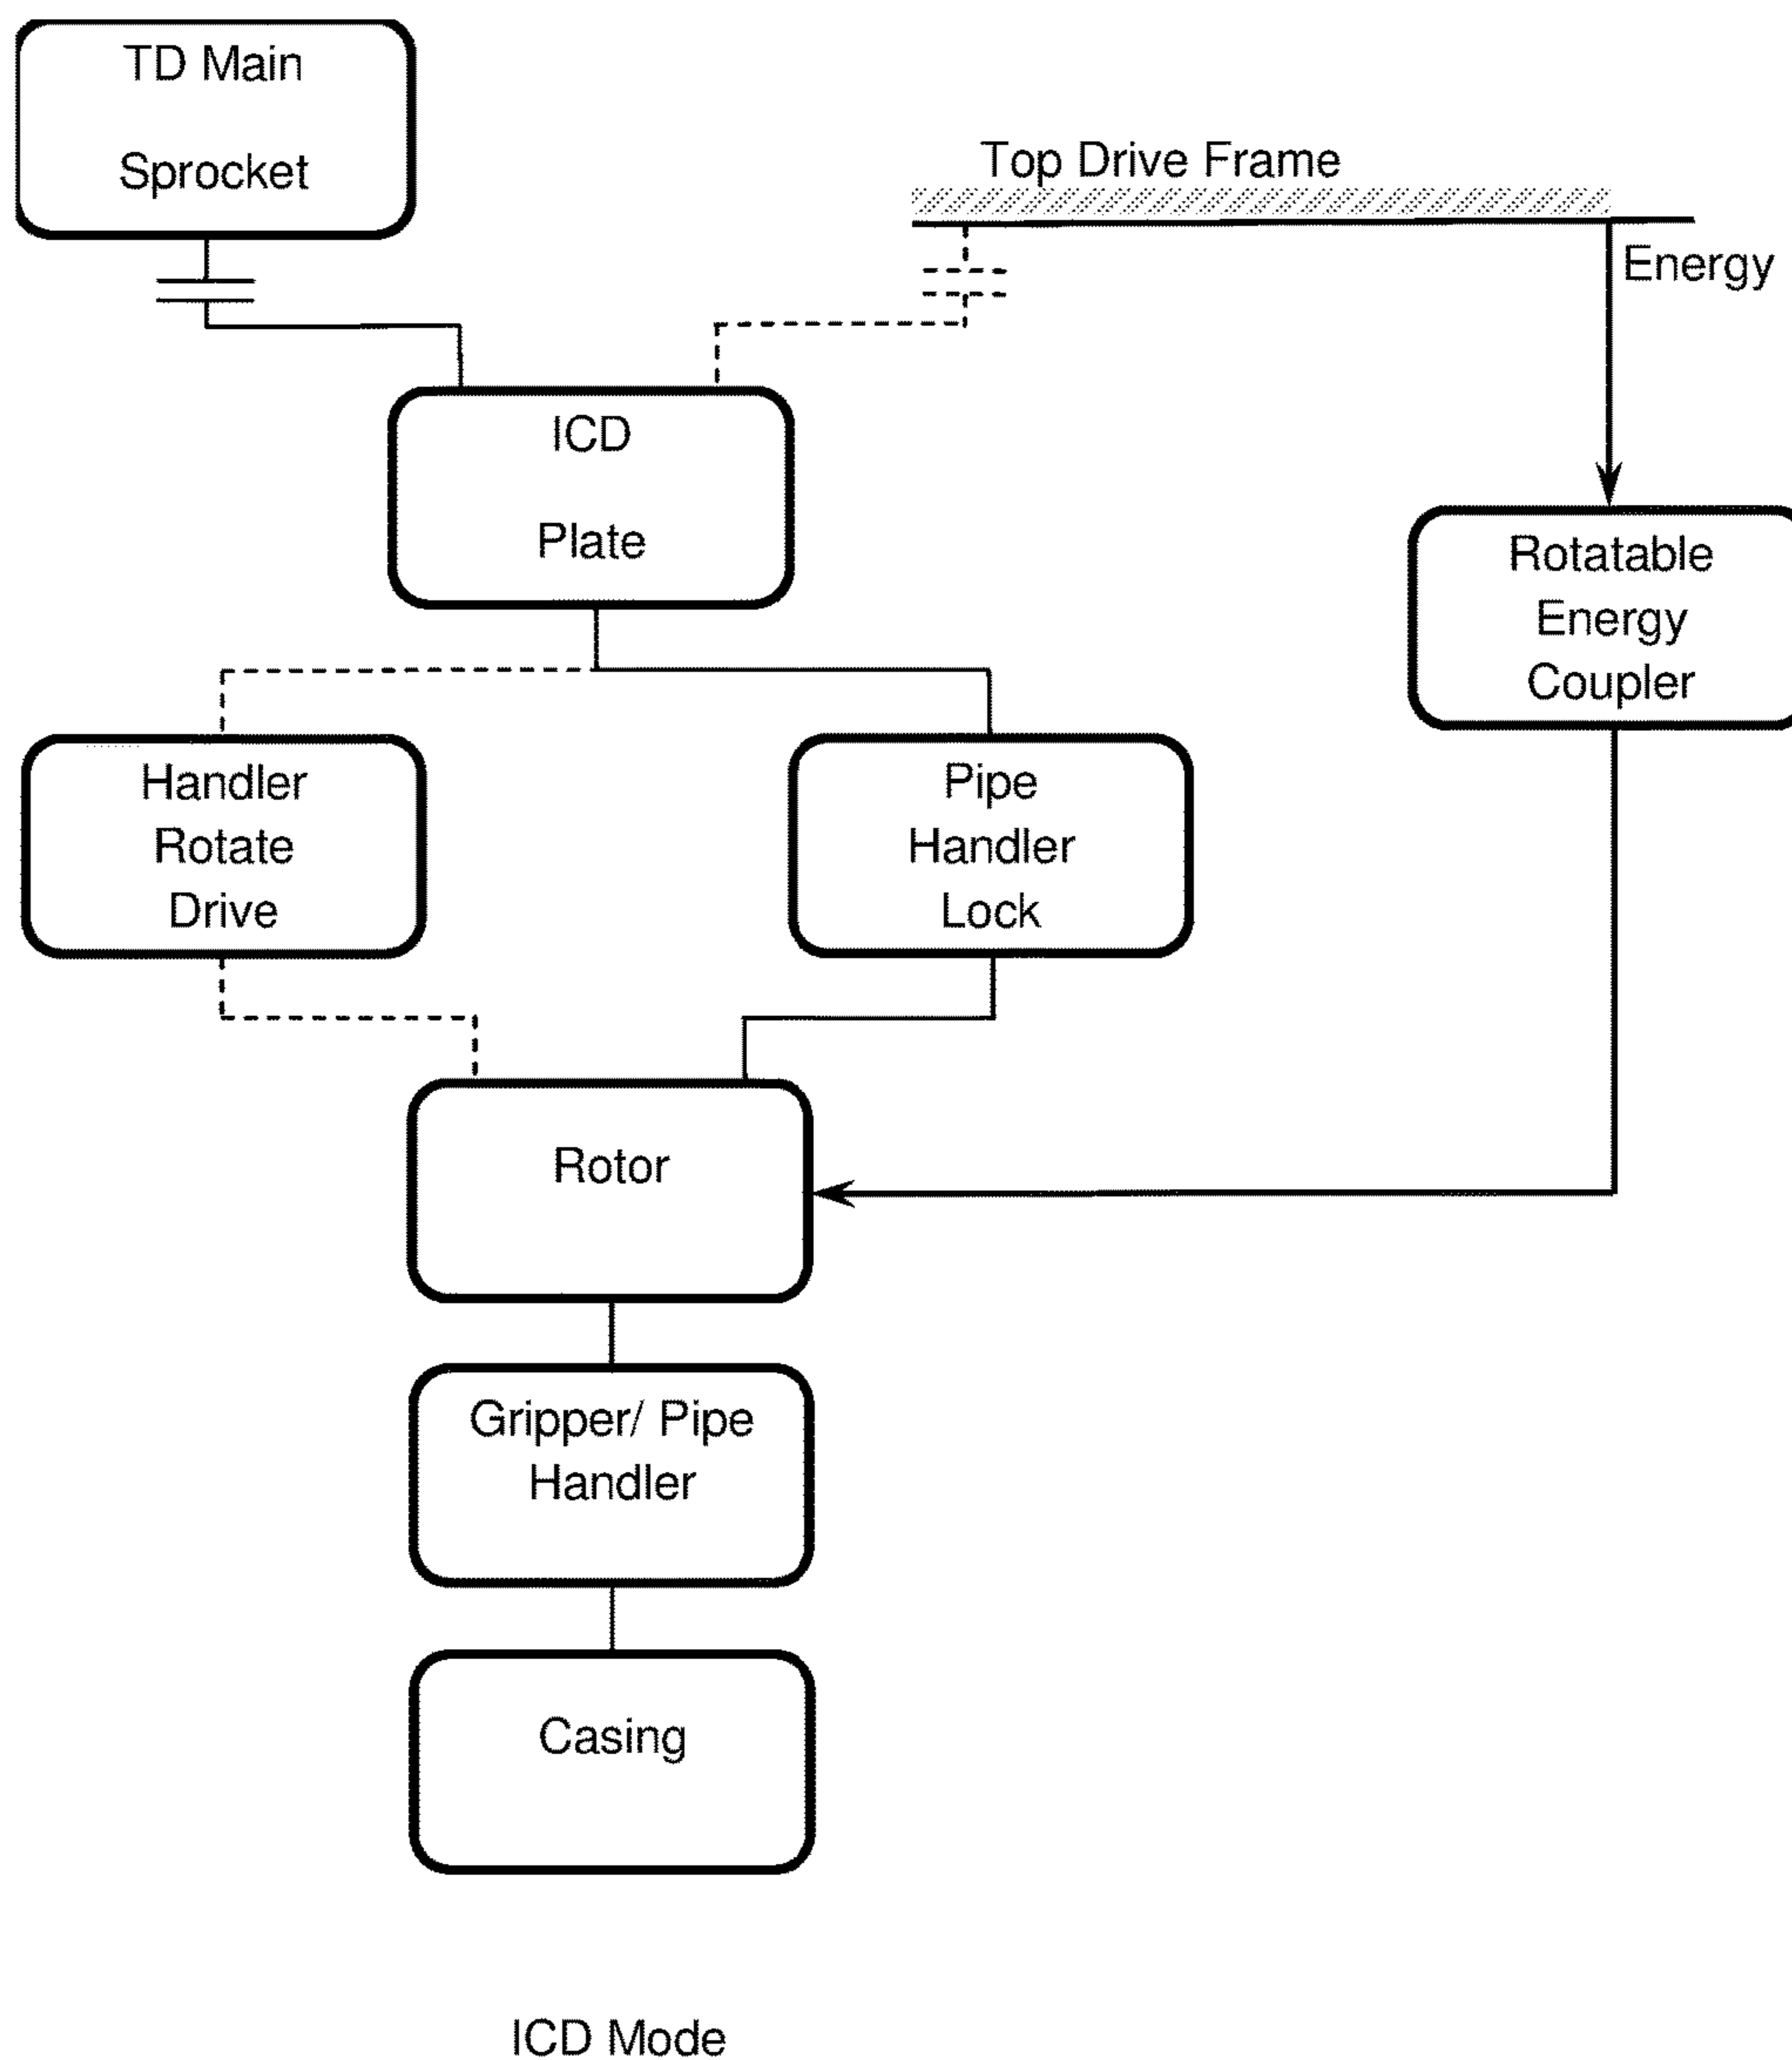 TD Main
Sprocket
Top Drive Frame
Energy
ICD
Plate
Rotatable
Energy
Coupler
Handler
Rotate
Drive
Pipe
Handler
Lock
Rotor
Gripper/ Pipe
Handler
Casing
ICD Mode